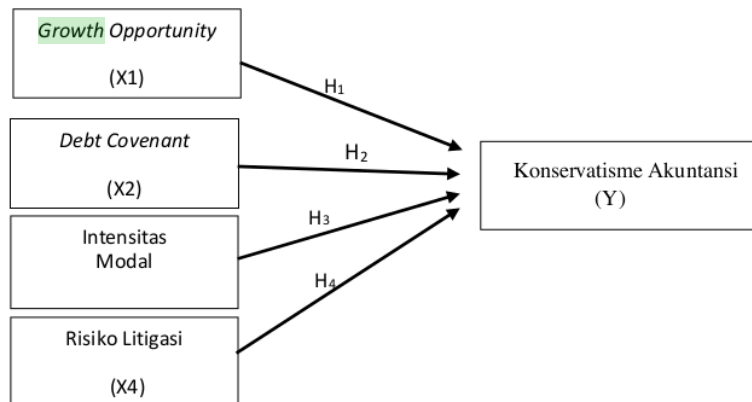 Growth Opportunity
(X1)
H1
Debt Covenant
(X2)
H2
Konservatisme Akuntansi
(Y)
Intensitas
Modal
H3
H4
Risiko Litigasi
(X4)